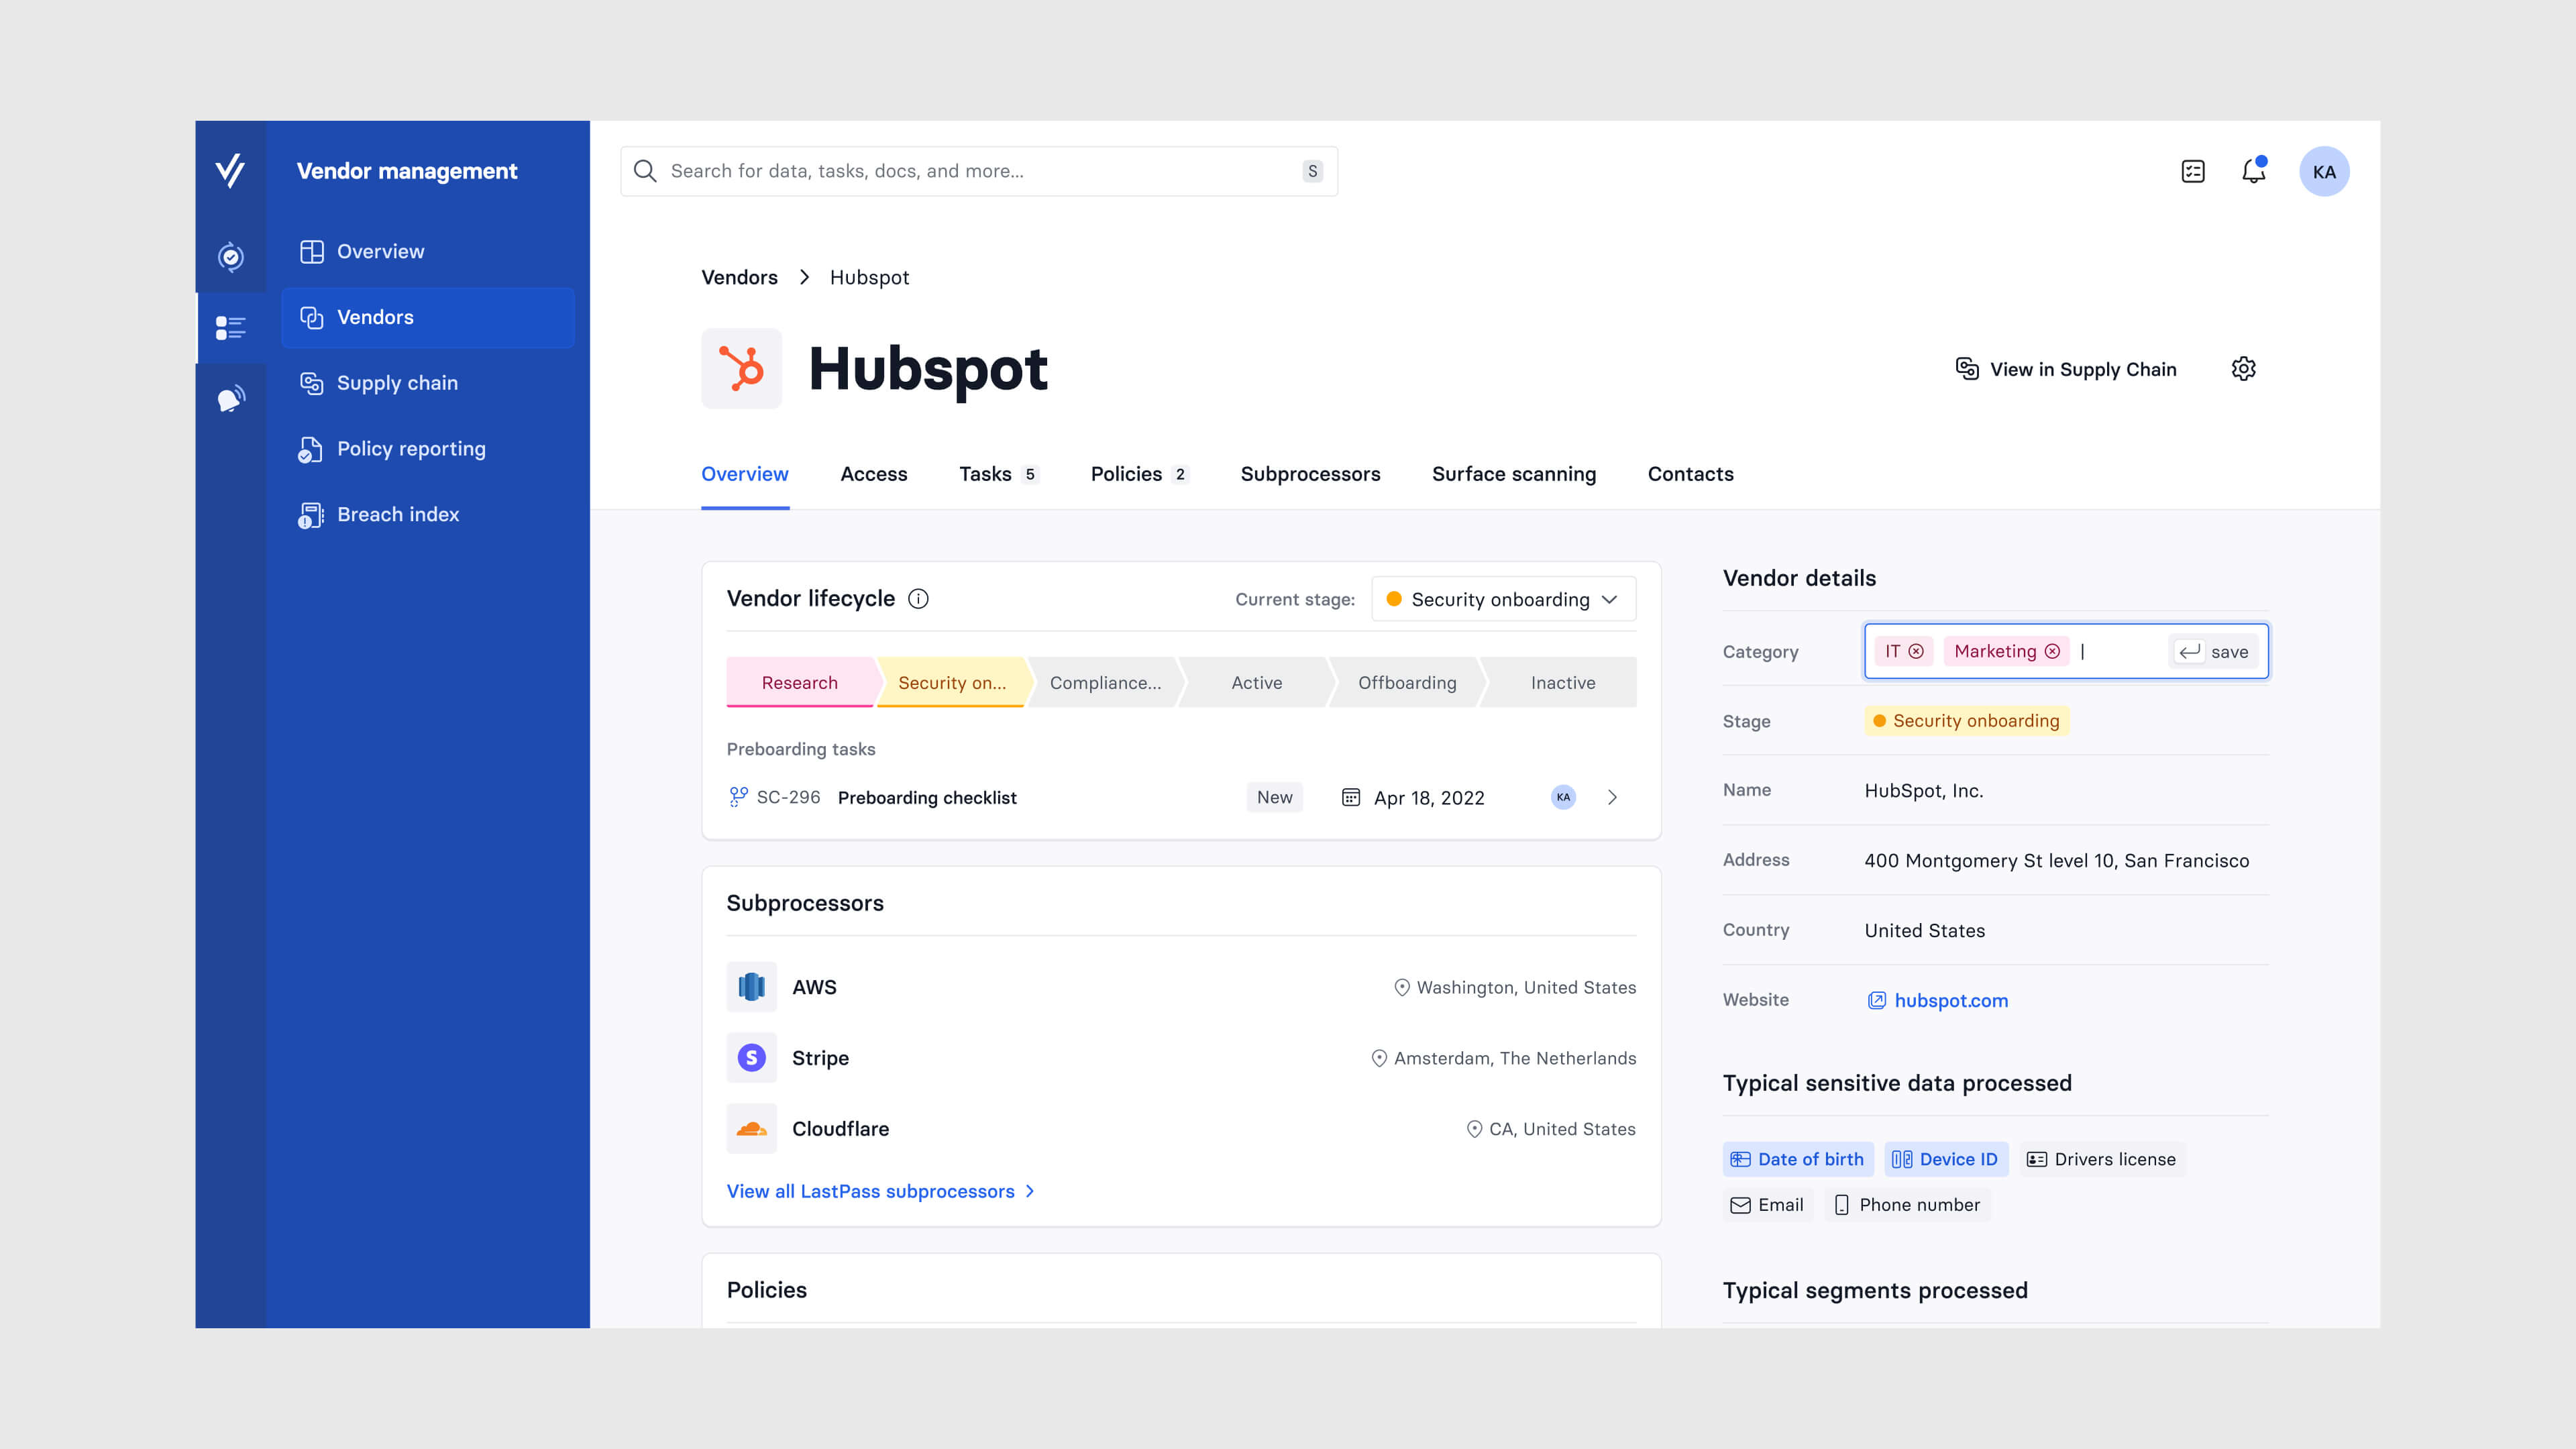 Vendor management
Overview
Vendors
Supply chain
Policy reporting
Breach index
Search for data, tasks, docs, and more...
S
KA
Vendors > Hubspot
Hubspot
View in Supply Chain
Overview
Access
Tasks 5
Policies 2
Subprocessors
Surface scanning
Contacts
Vendor lifecycle
Current stage:
Security onboarding
Research
Security on...
Compliance...
Active
Offboarding
Inactive
Preboarding tasks
SC-296 Preboarding checklist
New
Apr 18, 2022
KA
Subprocessors
AWS
Washington, United States
S
Stripe
Amsterdam, The Netherlands
Cloudflare
CA, United States
View all LastPass subprocessors
Policies
Vendor details
Category
IT
Marketing
save
Stage
Security onboarding
Name
HubSpot, Inc.
Address
400 Montgomery St level 10, San Francisco
Country
United States
Website
hubspot.com
Typical sensitive data processed
Date of birth
Device ID
Drivers license
Email
Phone number
Typical segments processed